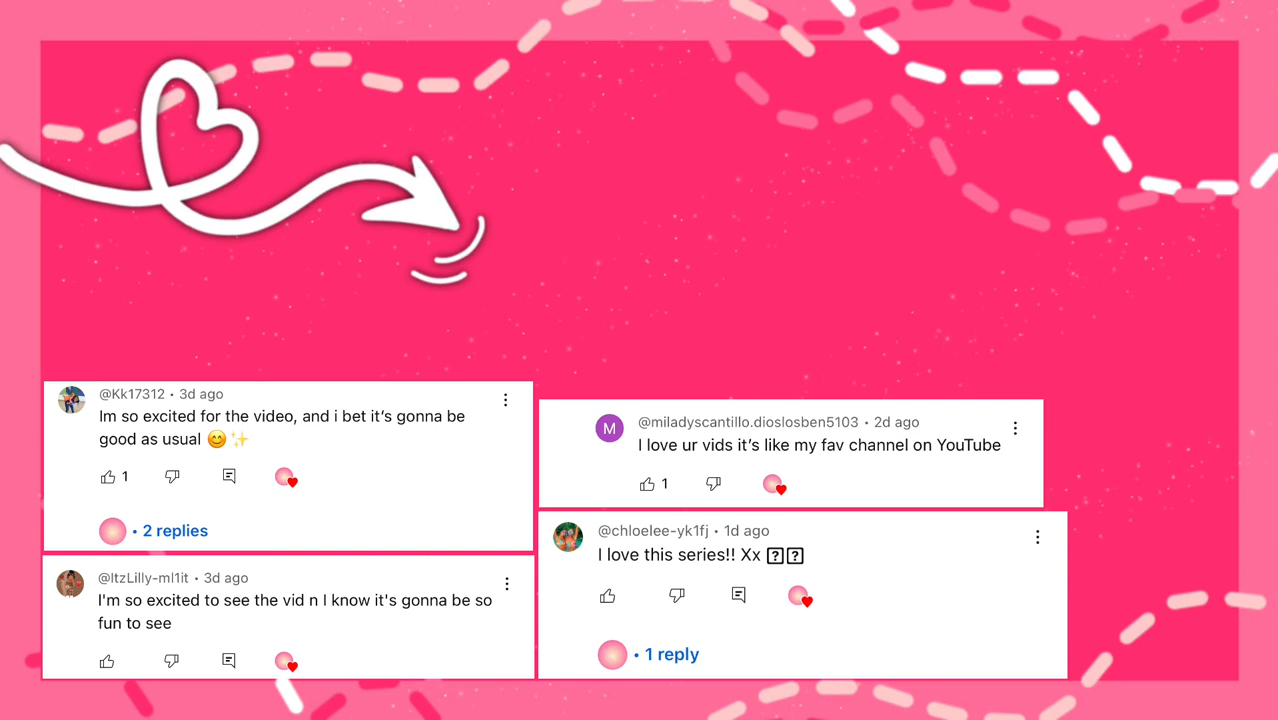 @Kk17312 • 3d ago
Im so excited for the video, and i bet it’s gonna be
good as usual 😊 ✨
1
• 2 replies
@ItzLilly-ml1it • 3d ago
I'm so excited to see the vid n I know it's gonna be so
fun to see
M
@miladyscantillo.dioslosben5103 • 2d ago
I love ur vids it’s like my fav channel on YouTube
1
@chloelee-yk1fj • 1d ago
I love this series!! Xx ⍰⍰
• 1 reply